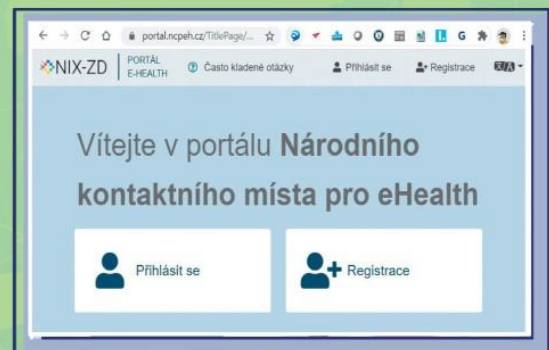 portal.ncpeh.cz/TitlePage/...
NIX-ZD
PORTÁL
E-HEALTH
Často kladené otázky
Přihlásit se
Registrace
Vítejte v portálu Národního
kontaktního místa pro eHealth
Přihlásit se
Registrace